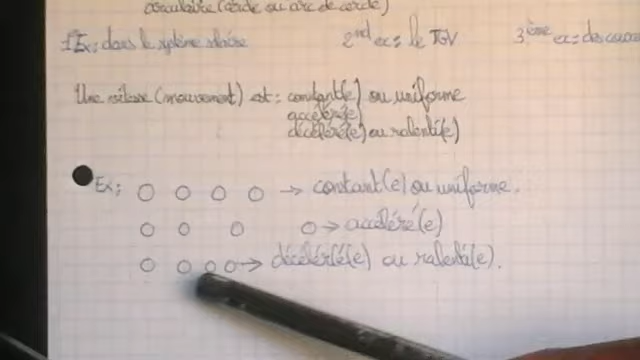 circulaire (cercle ou arc de cercle)
1 Ex: dans le système solaire 2nd ex: le TGV 3ème ex: des
Une vitesse (mouvement) est: constant(e) ou uniforme
accéléré(e)
décéléré(e) ou ralenti(e)
Ex: → constant(e) ou uniforme.
→ accéléré(e)
→ décéléré(e) ou ralenti(e).